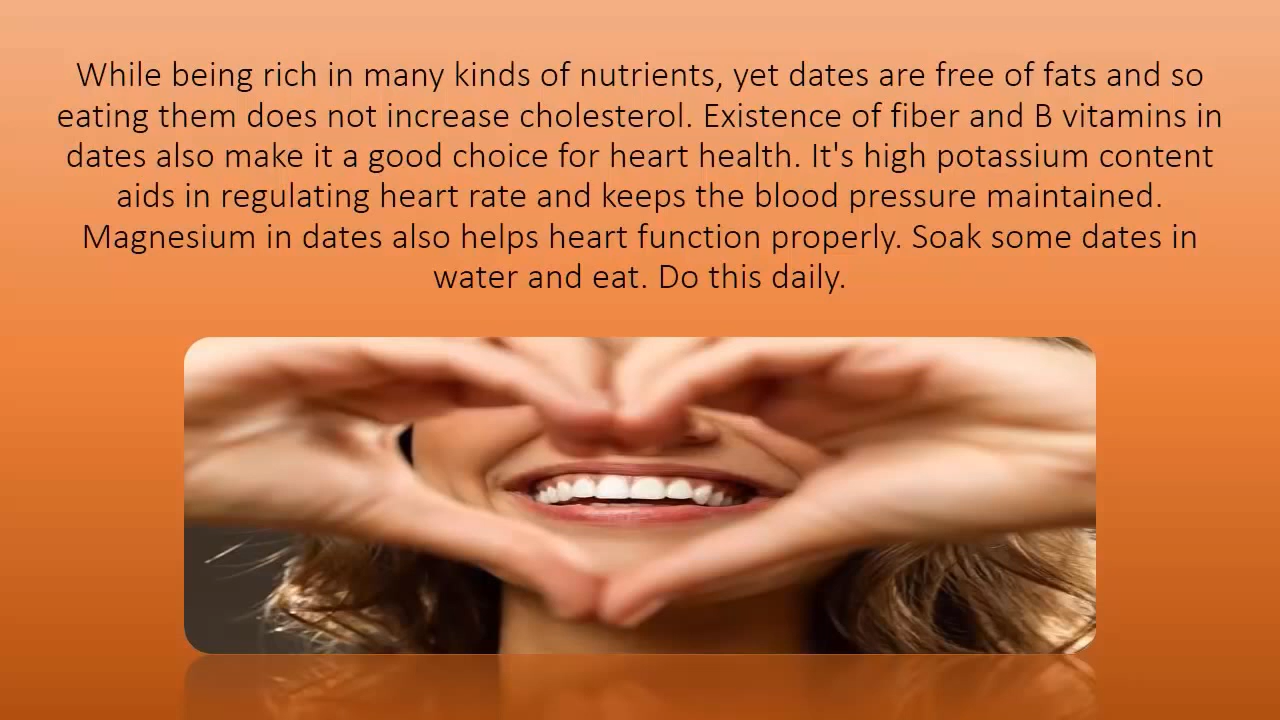 While being rich in many kinds of nutrients, yet dates are free of fats and so
eating them does not increase cholesterol. Existence of fiber and B vitamins in
dates also make it a good choice for heart health. It's high potassium content
aids in regulating heart rate and keeps the blood pressure maintained.
Magnesium in dates also helps heart function properly. Soak some dates in
water and eat. Do this daily.